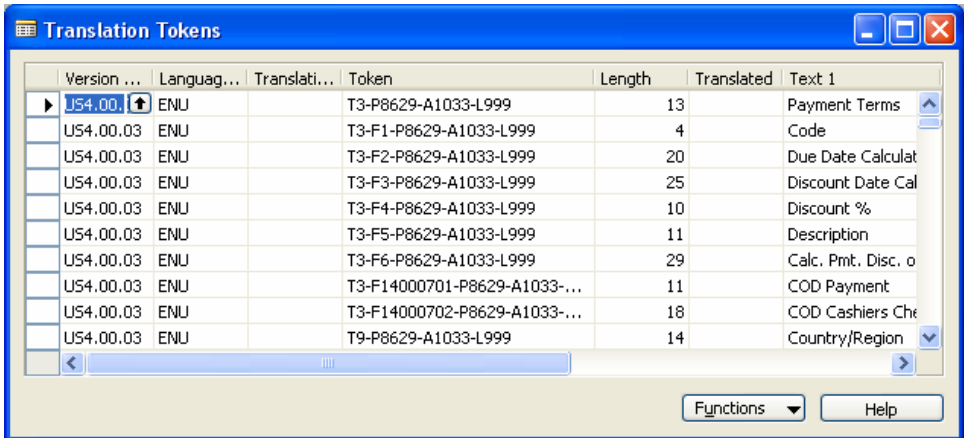 Translation Tokens
Version ... Languag... Translati... Token Length Translated Text 1
US4.00. ENU T3-P8629-A1033-L999 13 Payment Terms
US4.00.03 ENU T3-F1-P8629-A1033-L999 4 Code
US4.00.03 ENU T3-F2-P8629-A1033-L999 20 Due Date Calculat
US4.00.03 ENU T3-F3-P8629-A1033-L999 25 Discount Date Cal
US4.00.03 ENU T3-F4-P8629-A1033-L999 10 Discount %
US4.00.03 ENU T3-F5-P8629-A1033-L999 11 Description
US4.00.03 ENU T3-F6-P8629-A1033-L999 29 Calc. Pmt. Disc. o
US4.00.03 ENU T3-F14000701-P8629-A1033-... 11 COD Payment
US4.00.03 ENU T3-F14000702-P8629-A1033-... 18 COD Cashiers Che
US4.00.03 ENU T9-P8629-A1033-L999 14 Country/Region
Functions Help